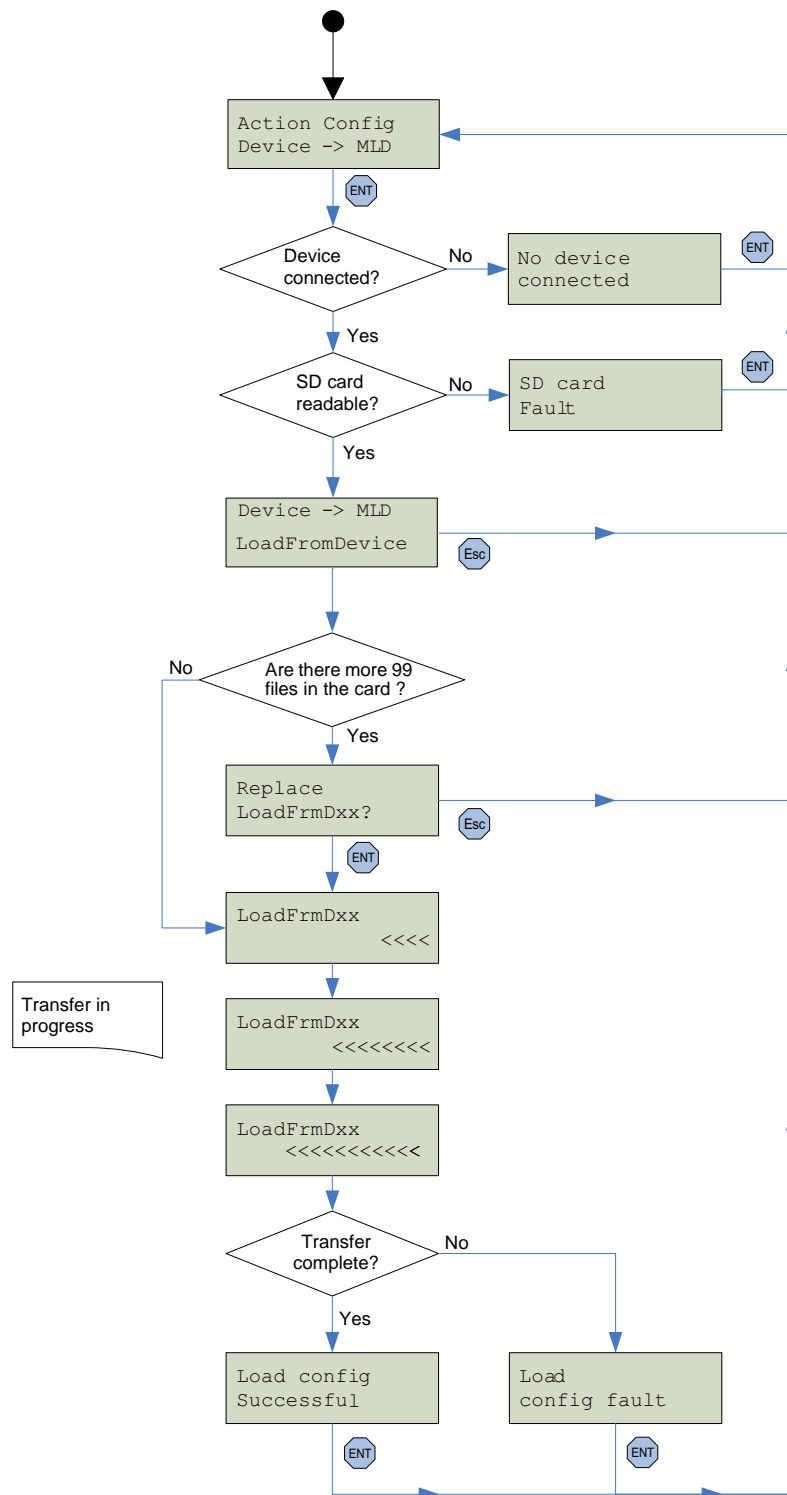 Action Config
Device -> MLD
ENT
Device
connected?
No
No device
connected
ENT
Yes
SD card
readable?
No
SD card
Fault
ENT
Yes
Device -> MLD
LoadFromDevice
Esc
Are there more 99
files in the card ?
No
Yes
Replace
LoadFrmDxx?
Esc
ENT
LoadFrmDxx
<<<<
Transfer in
progress
LoadFrmDxx
<<<<<<<<
LoadFrmDxx
<<<<<<<<<<<
Transfer
complete?
No
Yes
Load config
Successful
ENT
Load
config fault
ENT